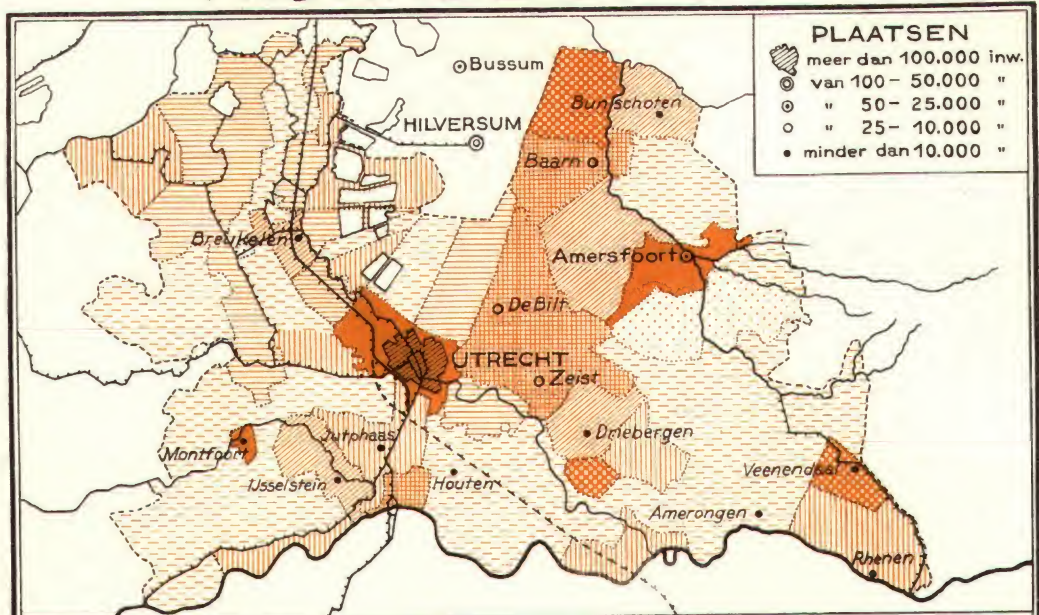 PLAATSEN
meer dan 100.000 inw.
van 100 - 50.000 "
" 50 - 25.000 "
" 25 - 10.000 "
minder dan 10.000 "
Bussum
Bunschoten
HILVERSUM
Baarn
Breukelen
Amersfoort
De Bilt
UTRECHT
Zeist
Jutphaas
Driebergen
Montfoort
Veenendaal
IJsselstein
Houten
Amerongen
Rhenen